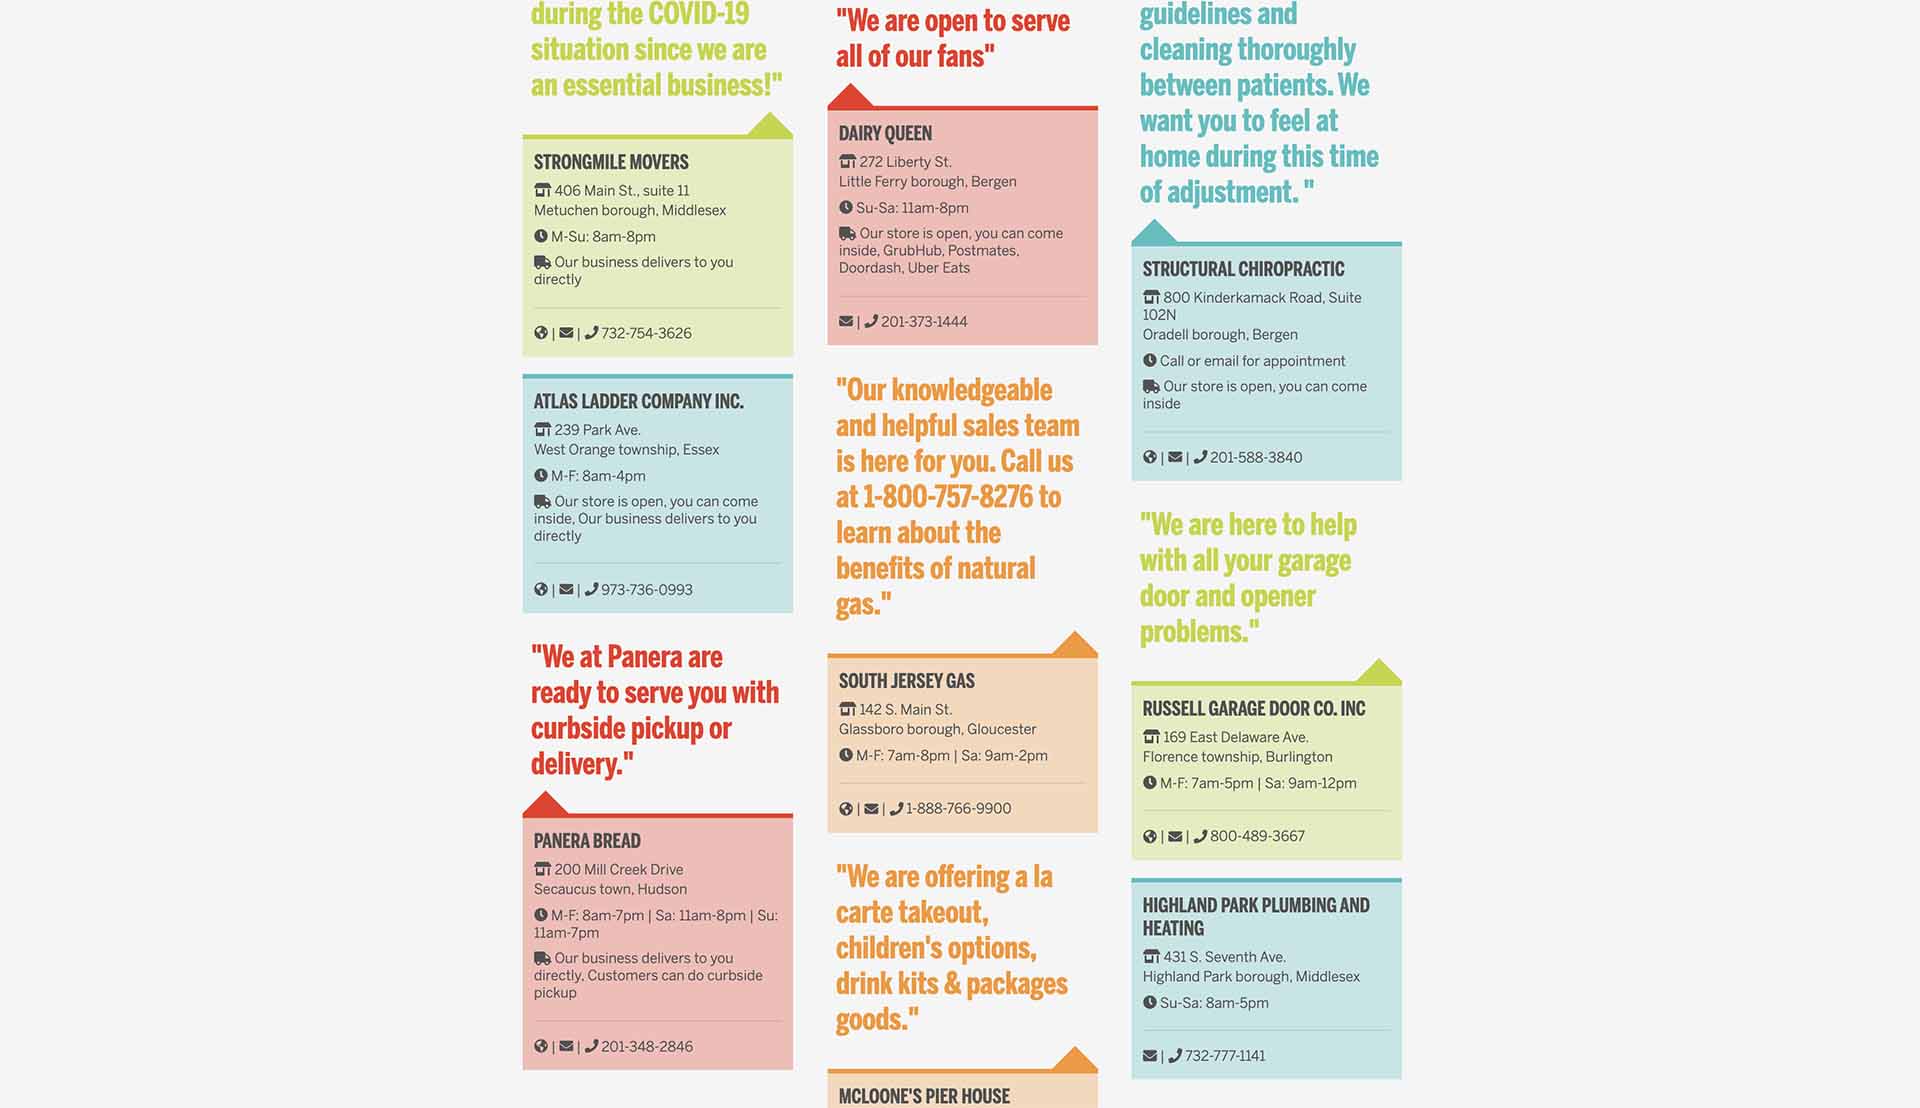 during the COVID-19
situation since we are
an essential business!"
STRONGMILE MOVERS
406 Main St., suite 11
Metuchen borough, Middlesex
M-Su: 8am-8pm
Our business delivers to you
directly
| | 732-754-3626
ATLAS LADDER COMPANY INC.
239 Park Ave.
West Orange township, Essex
M-F: 8am-4pm
Our store is open, you can come
inside, Our business delivers to you
directly
| | 973-736-0993
"We at Panera are
ready to serve you with
curbside pickup or
delivery."
PANERA BREAD
200 Mill Creek Drive
Secaucus town, Hudson
M-F: 8am-7pm | Sa: 11am-8pm | Su:
11am-7pm
Our business delivers to you
directly, Customers can do curbside
pickup
| | 201-348-2846
"We are open to serve
all of our fans"
DAIRY QUEEN
272 Liberty St.
Little Ferry borough, Bergen
Su-Sa: 11am-8pm
Our store is open, you can come
inside, GrubHub, Postmates,
Doordash, Uber Eats
| 201-373-1444
"Our knowledgeable
and helpful sales team
is here for you. Call us
at 1-800-757-8276 to
learn about the
benefits of natural
gas."
SOUTH JERSEY GAS
142 S. Main St.
Glassboro borough, Gloucester
M-F: 7am-8pm | Sa: 9am-2pm
| | 1-888-766-9900
"We are offering a la
carte takeout,
children's options,
drink kits & packages
goods."
MCLOONE'S PIER HOUSE
guidelines and
cleaning thoroughly
between patients. We
want you to feel at
home during this time
of adjustment. "
STRUCTURAL CHIROPRACTIC
800 Kinderkamack Road, Suite
102N
Oradell borough, Bergen
Call or email for appointment
Our store is open, you can come
inside
| | 201-588-3840
"We are here to help
with all your garage
door and opener
problems."
RUSSELL GARAGE DOOR CO. INC
169 East Delaware Ave.
Florence township, Burlington
M-F: 7am-5pm | Sa: 9am-12pm
| | 800-489-3667
HIGHLAND PARK PLUMBING AND
HEATING
431 S. Seventh Ave.
Highland Park borough, Middlesex
Su-Sa: 8am-5pm
| 732-777-1141